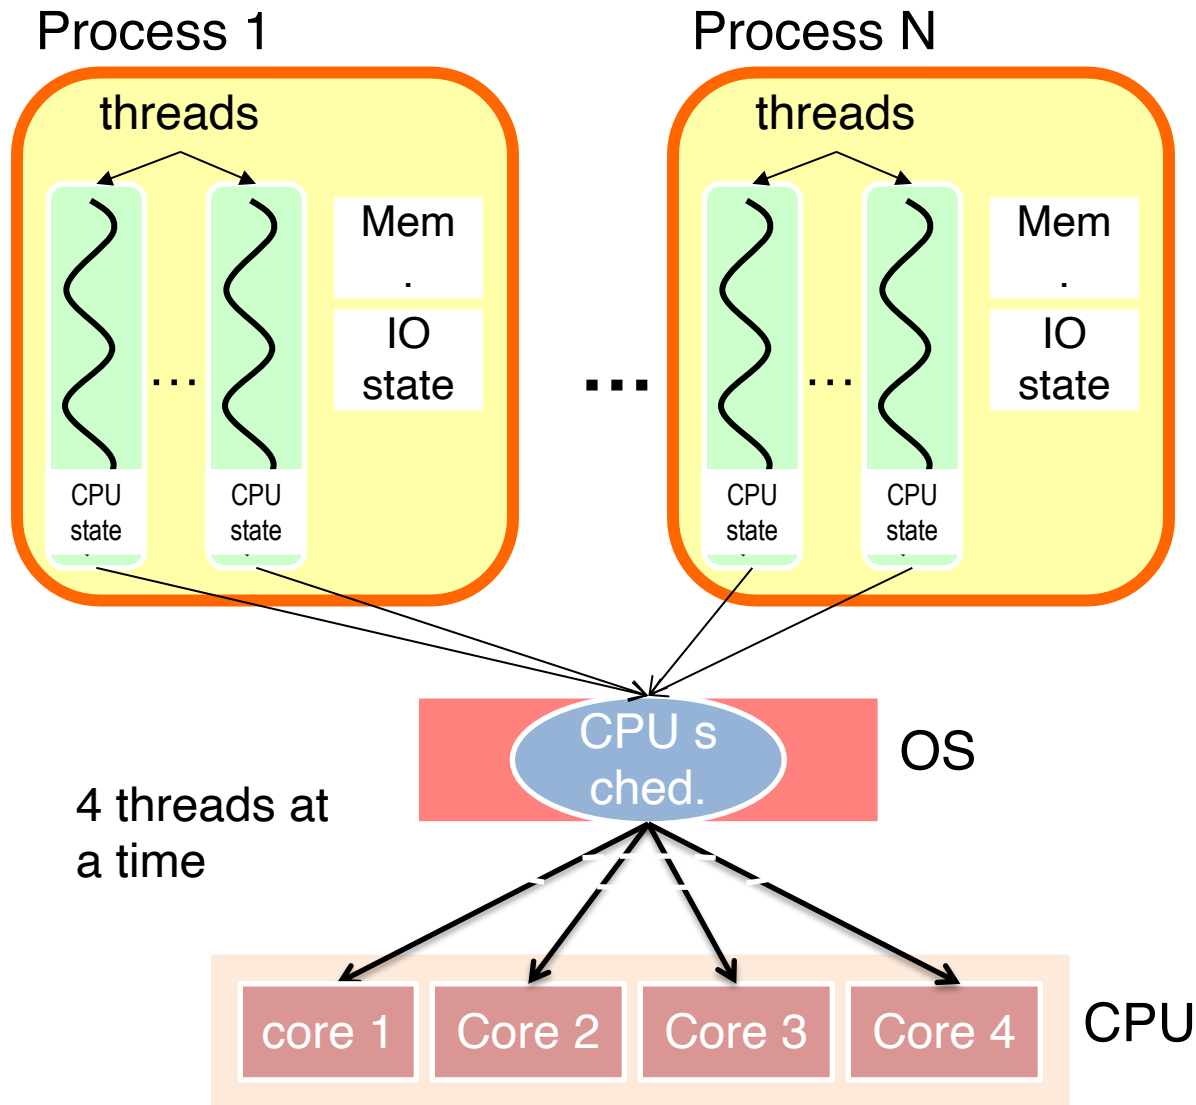 Process 1
Process N
threads
threads
Mem
.
IO
state
...
CPU
state
CPU
state
...
Mem
.
IO
state
...
CPU
state
CPU
state
CPU s
ched.
OS
4 threads at
a time
core 1
Core 2
Core 3
Core 4
CPU